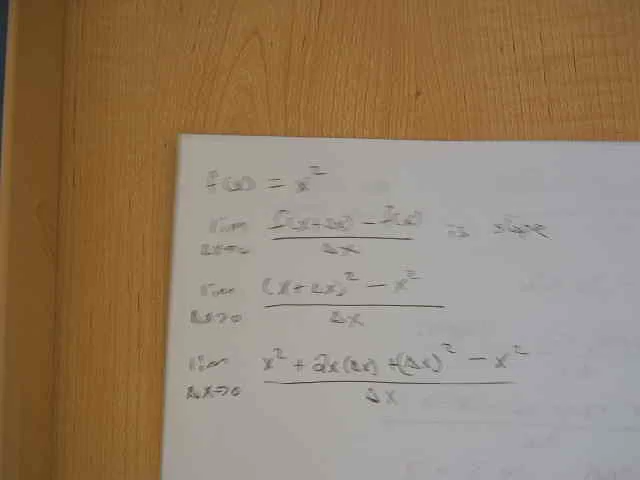 f(x) = x²
lim Δx→0 f(x+Δx) - f(x) / Δx is slope
lim Δx→0 (x+Δx)² - x² / Δx
lim Δx→0 x² + 2x(Δx) + (Δx)² - x² / Δx